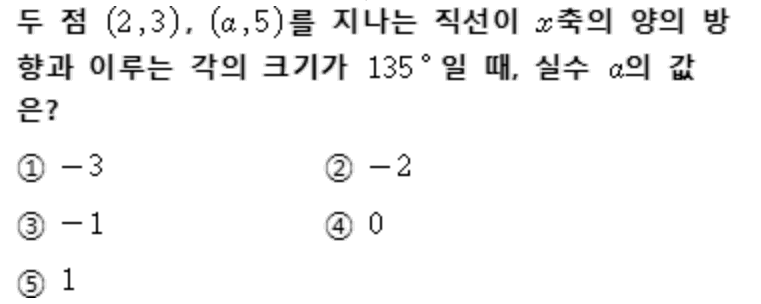 두 점 (2,3), (a,5)를 지나는 직선이 x축의 양의 방
향과 이루는 각의 크기가 135°일 때, 실수 a의 값
은?
① −3 ② −2
③ −1 ④ 0
⑤ 1